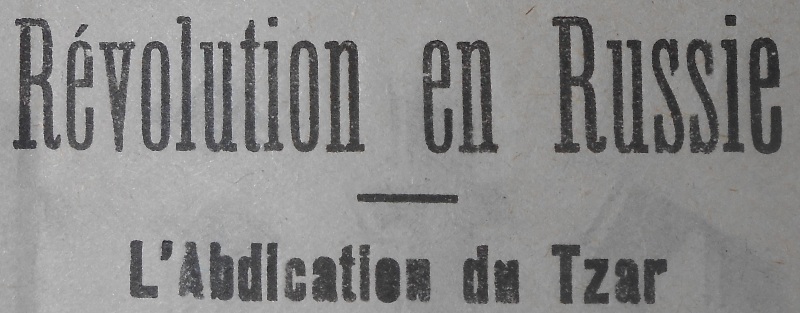 Révolution en Russie
L'Abdication du Tzar